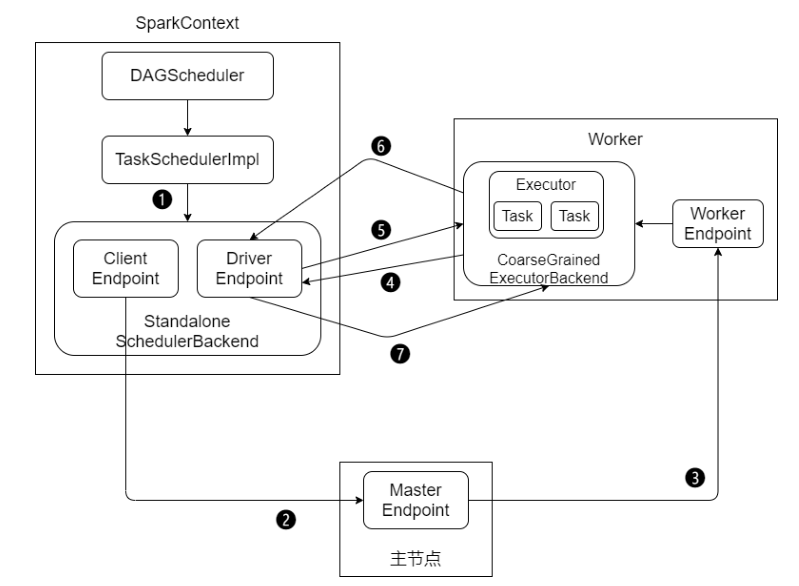 SparkContext
DAGScheduler
TaskSchedulerImpl
❶
Client
Endpoint
Driver
Endpoint
Standalone
SchedulerBackend
❻
❺
❹
❼
Worker
Executor
Task
Task
CoarseGrained
ExecutorBackend
Worker
Endpoint
❷
Master
Endpoint
主节点
❸